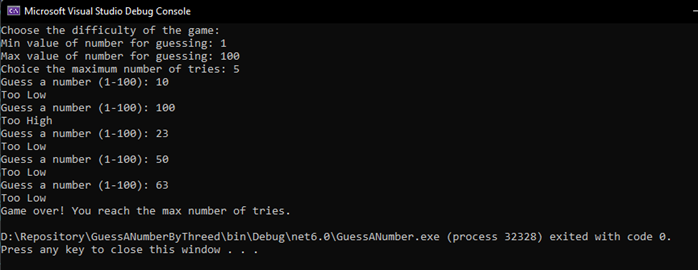 Microsoft Visual Studio Debug Console
Choose the difficulty of the game:
Min value of number for guessing: 1
Max value of number for guessing: 100
Choice the maximum number of tries: 5
Guess a number (1-100): 10
Too Low
Guess a number (1-100): 100
Too High
Guess a number (1-100): 23
Too Low
Guess a number (1-100): 50
Too Low
Guess a number (1-100): 63
Too Low
Game over! You reach the max number of tries.
D:\Repository\GuessANumberByThreed\bin\Debug\net6.0\GuessANumber.exe (process 32328) exited with code 0.
Press any key to close this window . . .